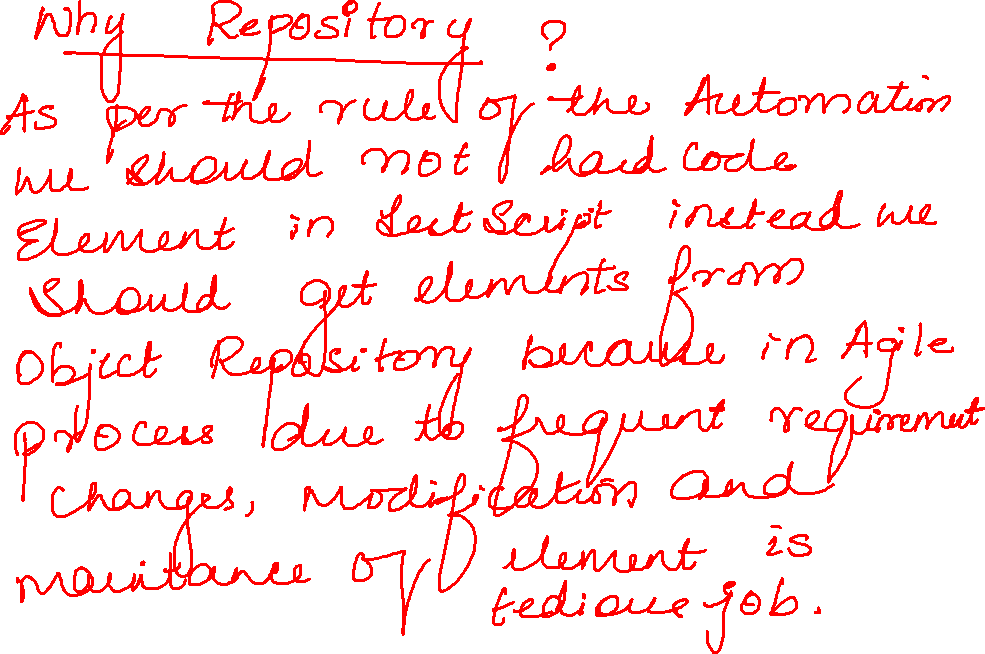 Why Repository ?
As per the rule of the Automation
we should not hard code
Element in test Script instead we
Should get elements from
Object Repository because in Agile
process due to frequent requirement
changes, modification and
maintance of element is
tedious job.